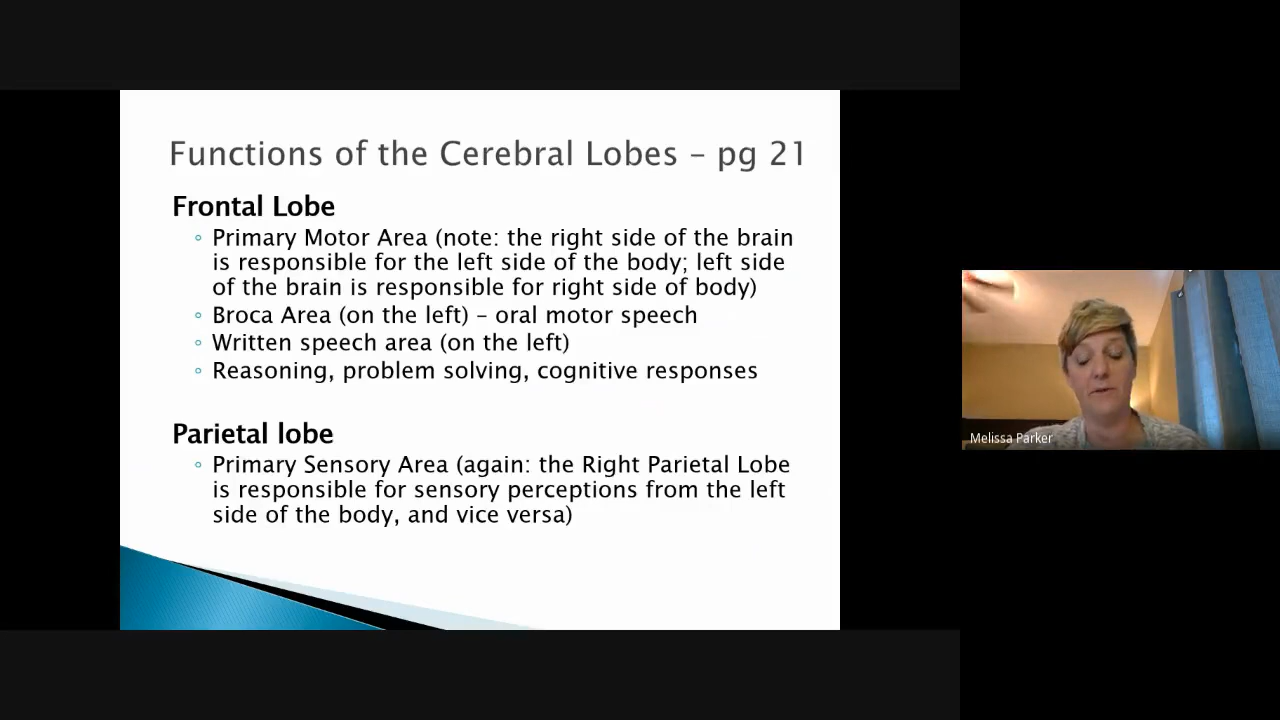 Functions of the Cerebral Lobes – pg 21
Frontal Lobe
◦ Primary Motor Area (note: the right side of the brain
is responsible for the left side of the body; left side
of the brain is responsible for right side of body)
◦ Broca Area (on the left) – oral motor speech
◦ Written speech area (on the left)
◦ Reasoning, problem solving, cognitive responses
Parietal lobe
◦ Primary Sensory Area (again: the Right Parietal Lobe
is responsible for sensory perceptions from the left
side of the body, and vice versa)
Melissa Parker